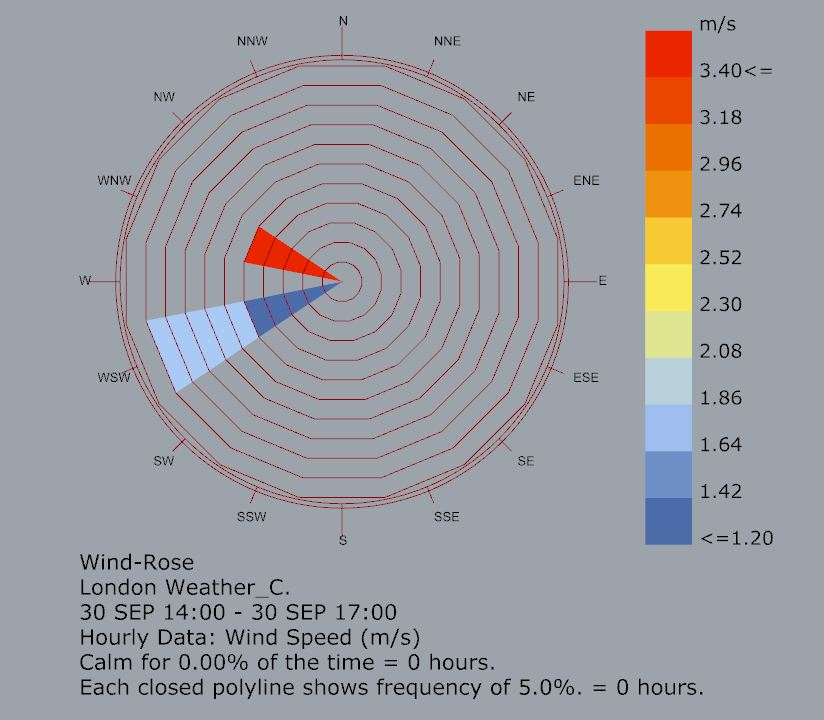 N
m/s
NNW
NNE
3.40<=
NW
NE
3.18
2.96
WNW
ENE
2.74
2.52
W
E
2.30
2.08
WSW
ESE
1.86
1.64
SW
SE
1.42
SSW
SSE
<=1.20
S
Wind-Rose
London Weather_C.
30 SEP 14:00 - 30 SEP 17:00
Hourly Data: Wind Speed (m/s)
Calm for 0.00% of the time = 0 hours.
Each closed polyline shows frequency of 5.0%. = 0 hours.